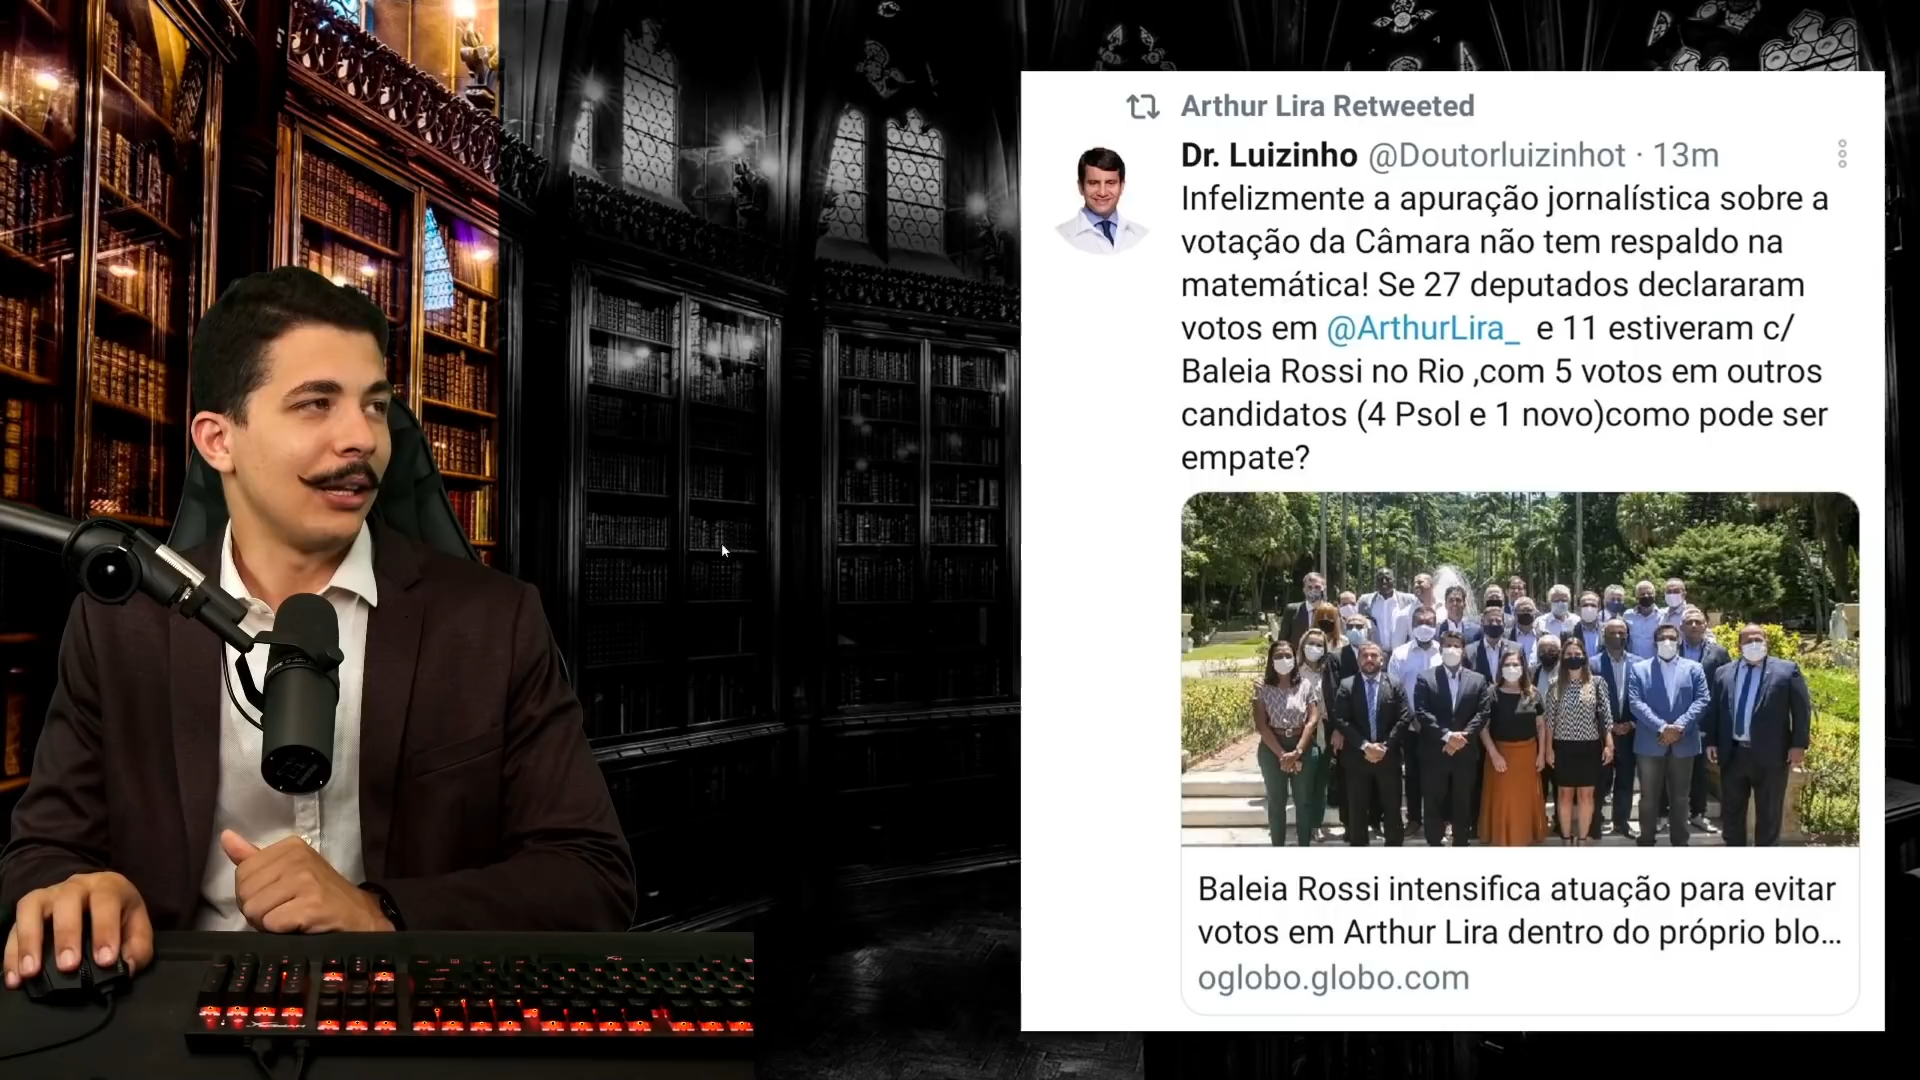 Arthur Lira Retweeted
Dr. Luizinho @Doutorluizinhot · 13m
Infelizmente a apuração jornalística sobre a
votação da Câmara não tem respaldo na
matemática! Se 27 deputados declararam
votos em @ArthurLira_ e 11 estiveram c/
Baleia Rossi no Rio ,com 5 votos em outros
candidatos (4 Psol e 1 novo)como pode ser
empate?
Baleia Rossi intensifica atuação para evitar
votos em Arthur Lira dentro do próprio blo...
oglobo.globo.com